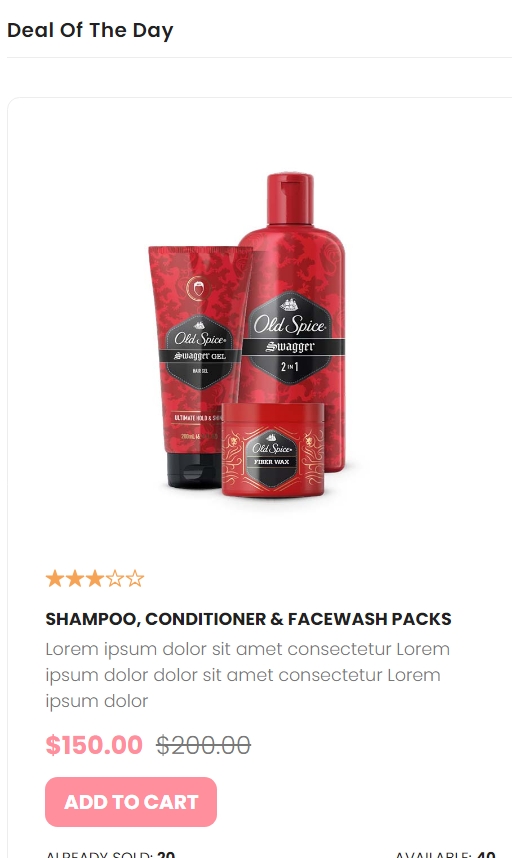 Deal Of The Day
Old Spice
Swagger GEL
HAIR GEL
ULTIMATE HOLD &
Old Spice
Swagger
2 IN 1
Old Spice
FIBER WAX
SHAMPOO, CONDITIONER & FACEWASH PACKS
Lorem ipsum dolor sit amet consectetur Lorem
ipsum dolor dolor sit amet consectetur Lorem
ipsum dolor
$150.00 $200.00
ADD TO CART
ALREADY SOLD: 20 AVAILABLE: 40